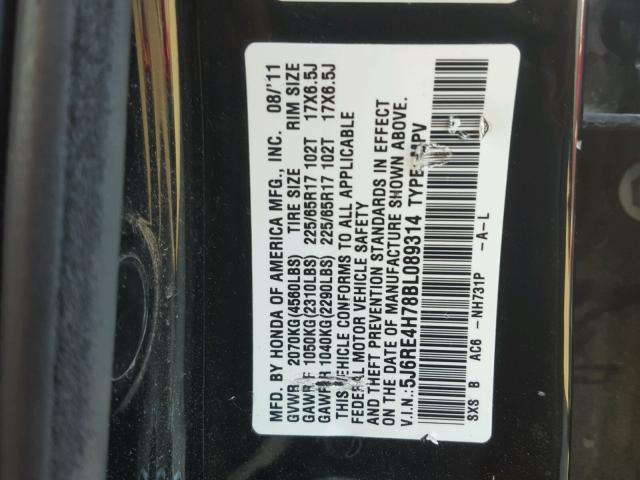 MFD. BY HONDA OF AMERICA MFG., INC. 08/'11
GVWR 2070KG(4560LBS) TIRE SIZE RIM SIZE
GAWR F 1050KG(2310LBS) 225/65R17 102T 17X6.5J
GAWR R 1040KG(2290LBS) 225/65R17 102T 17X6.5J
THIS VEHICLE CONFORMS TO ALL APPLICABLE
FEDERAL MOTOR VEHICLE SAFETY
AND THEFT PREVENTION STANDARDS IN EFFECT
ON THE DATE OF MANUFACTURE SHOWN ABOVE.
V.I.N.:5J6RE4H78BL089314 TYPE: MPV
SXS B AC6 -NH731P -A-L